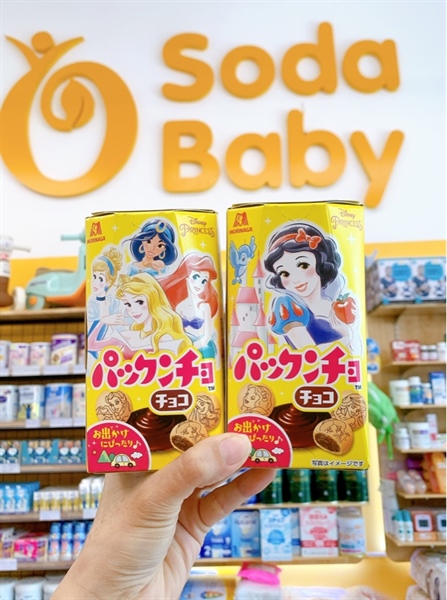 Soda
Baby
MORINAGA
Disney
PRINCESS
パックンチョ
チョコ
お出かけ
にぴったり♪
MORINAGA
Disney
PRINCESS
パックンチョ™
チョコ
お出かけ
にぴったり♪
写真はイメージです